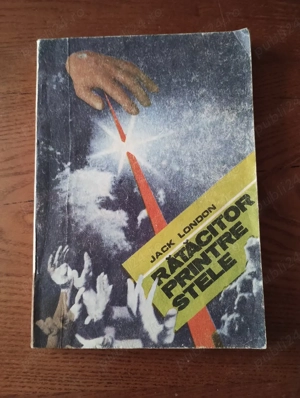 JACK LONDON
RĂTĂCITOR
PRINTRE
STELE